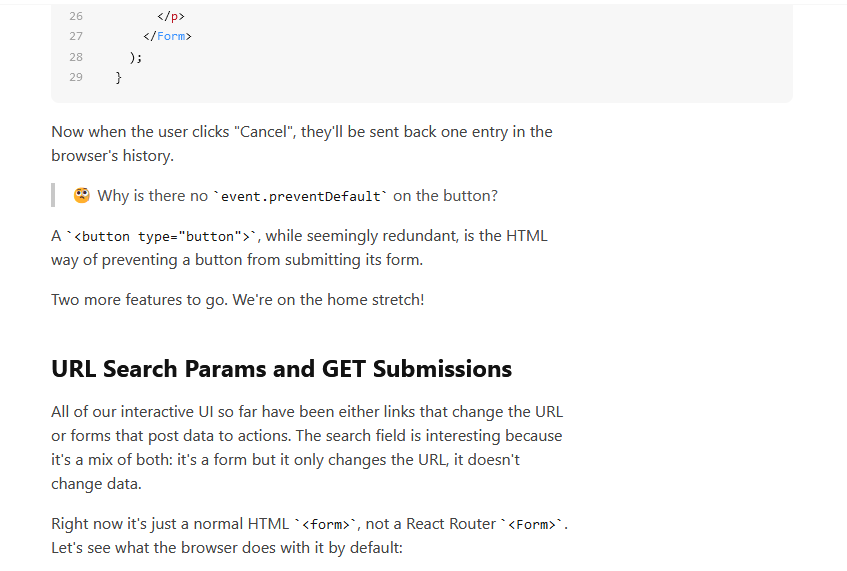 26 </p>
27 </Form>
28 );
29 }
Now when the user clicks "Cancel", they'll be sent back one entry in the
browser's history.
🧐 Why is there no `event.preventDefault` on the button?
A `<button type="button">`, while seemingly redundant, is the HTML
way of preventing a button from submitting its form.
Two more features to go. We're on the home stretch!
URL Search Params and GET Submissions
All of our interactive UI so far have been either links that change the URL
or forms that post data to actions. The search field is interesting because
it's a mix of both: it's a form but it only changes the URL, it doesn't
change data.
Right now it's just a normal HTML `<form>`, not a React Router `<Form>`.
Let's see what the browser does with it by default: